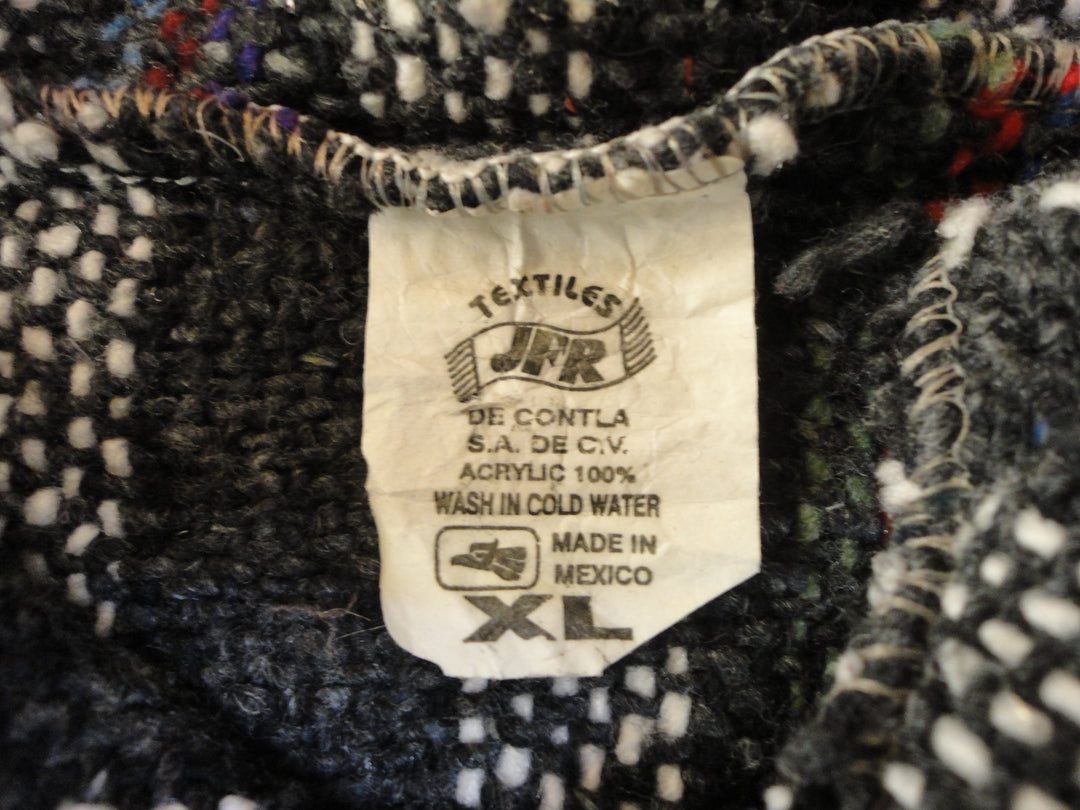 TEXTILES
JFR
DE CONTLA
S.A. DE C.V.
ACRYLIC 100%
WASH IN COLD WATER
MADE IN
MEXICO
XL